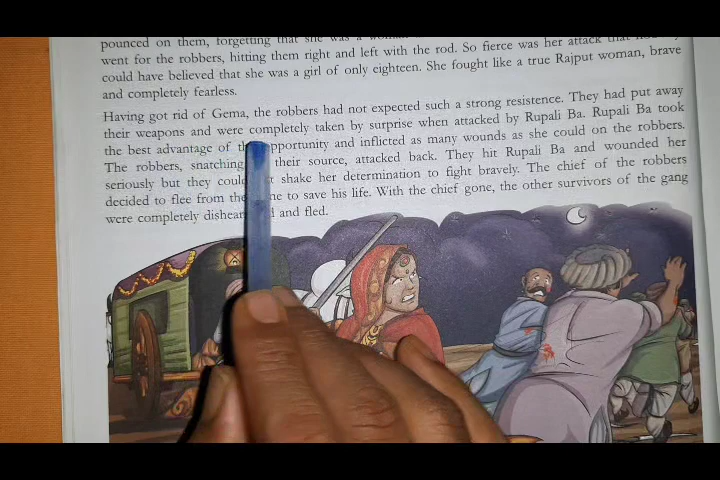 pounced on them, forgetting that she was a
went for the robbers, hitting them right and left with the rod. So fierce was her attack that
could have believed that she was a girl of only eighteen. She fought like a true Rajput woman, brave
and completely fearless.
Having got rid of Gema, the robbers had not expected such a strong resistence. They had put away
their weapons and were completely taken by surprise when attacked by Rupali Ba. Rupali Ba took
the best advantage of opportunity and inflicted as many wounds as she could on the robbers.
The robbers, snatching their source, attacked back. They hit Rupali Ba and wounded her
seriously but they shake her determination to fight bravely. The chief of the robbers
decided to flee from to save his life. With the chief gone, the other survivors of the gang
were completely and fled.